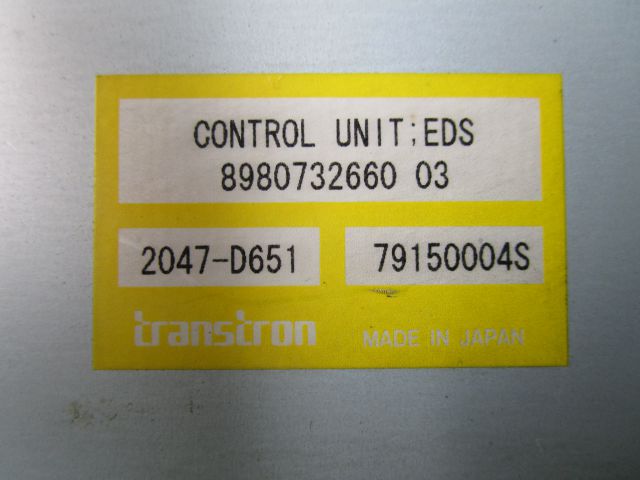 CONTROL UNIT;EDS
8980732660 03
2047-D651 79150004S
transtron MADE IN JAPAN